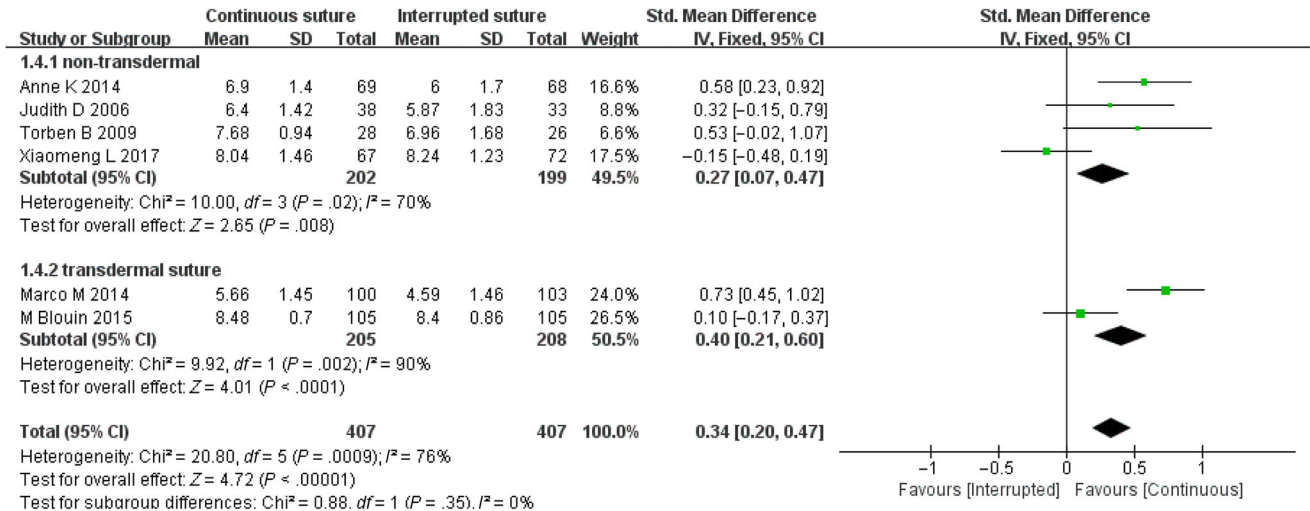 Continuous suture Interrupted suture Std. Mean Difference Std. Mean Difference
Study or Subgroup Mean SD Total Mean SD Total Weight IV, Fixed, 95% CI IV, Fixed, 95% CI
1.4.1 non-transdermal
Anne K 2014 6.9 1.4 69 6 1.7 68 16.6% 0.58 [0.23, 0.92]
Judith D 2006 6.4 1.42 38 5.87 1.83 33 8.8% 0.32 [−0.15, 0.79]
Torben B 2009 7.68 0.94 28 6.96 1.68 26 6.6% 0.53 [−0.02, 1.07]
Xiaomeng L 2017 8.04 1.46 67 8.24 1.23 72 17.5% −0.15 [−0.48, 0.19]
Subtotal (95% CI) 202 199 49.5% 0.27 [0.07, 0.47]
Heterogeneity: Chi² = 10.00, df = 3 (P = .02); I² = 70%
Test for overall effect: Z = 2.65 (P = .008)
1.4.2 transdermal suture
Marco M 2014 5.66 1.45 100 4.59 1.46 103 24.0% 0.73 [0.45, 1.02]
M Blouin 2015 8.48 0.7 105 8.4 0.86 105 26.5% 0.10 [−0.17, 0.37]
Subtotal (95% CI) 205 208 50.5% 0.40 [0.21, 0.60]
Heterogeneity: Chi² = 9.92, df = 1 (P = .002); I² = 90%
Test for overall effect: Z = 4.01 (P < .0001)
Total (95% CI) 407 407 100.0% 0.34 [0.20, 0.47]
Heterogeneity: Chi² = 20.80, df = 5 (P = .0009); I² = 76%
Test for overall effect: Z = 4.72 (P < .00001)
Test for subgroup differences: Chi² = 0.88, df = 1 (P = .35), I² = 0%
−1 −0.5 0 0.5 1
Favours [Interrupted] Favours [Continuous]